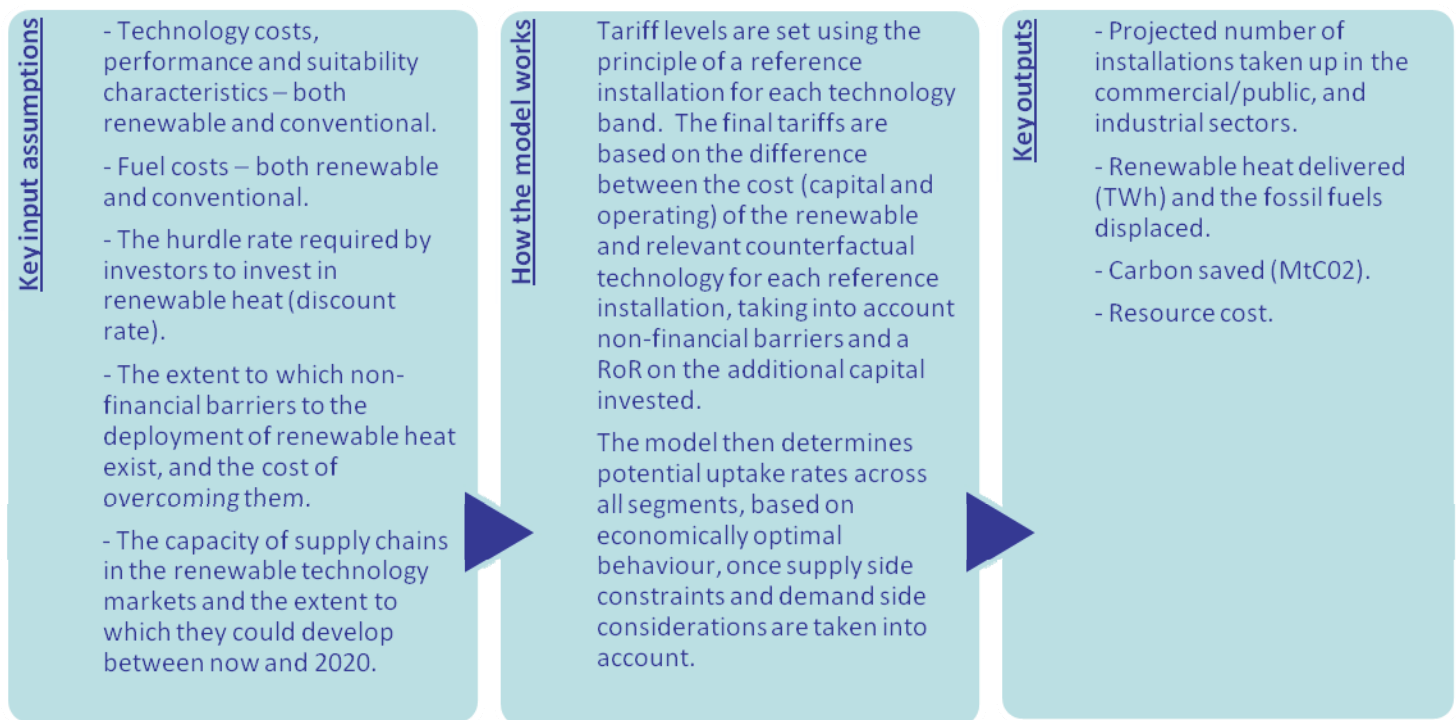 Key input assumptions
- Technology costs,
performance and suitability
characteristics – both
renewable and conventional.
- Fuel costs – both renewable
and conventional.
- The hurdle rate required by
investors to invest in
renewable heat (discount
rate).
- The extent to which non-
financial barriers to the
deployment of renewable heat
exist, and the cost of
overcoming them.
- The capacity of supply chains
in the renewable technology
markets and the extent to
which they could develop
between now and 2020.
How the model works
Tariff levels are set using the
principle of a reference
installation for each technology
band.  The final tariffs are
based on the difference
between the cost (capital and
operating) of the renewable
and relevant counterfactual
technology for each reference
installation, taking into account
non-financial barriers and a
RoR on the additional capital
invested.
The model then determines
potential uptake rates across
all segments, based on
economically optimal
behaviour, once supply side
constraints and demand side
considerations are taken into
account.
Key outputs
- Projected number of
installations taken up in the
commercial/public, and
industrial sectors.
- Renewable heat delivered
(TWh) and the fossil fuels
displaced.
- Carbon saved (MtC02).
- Resource cost.